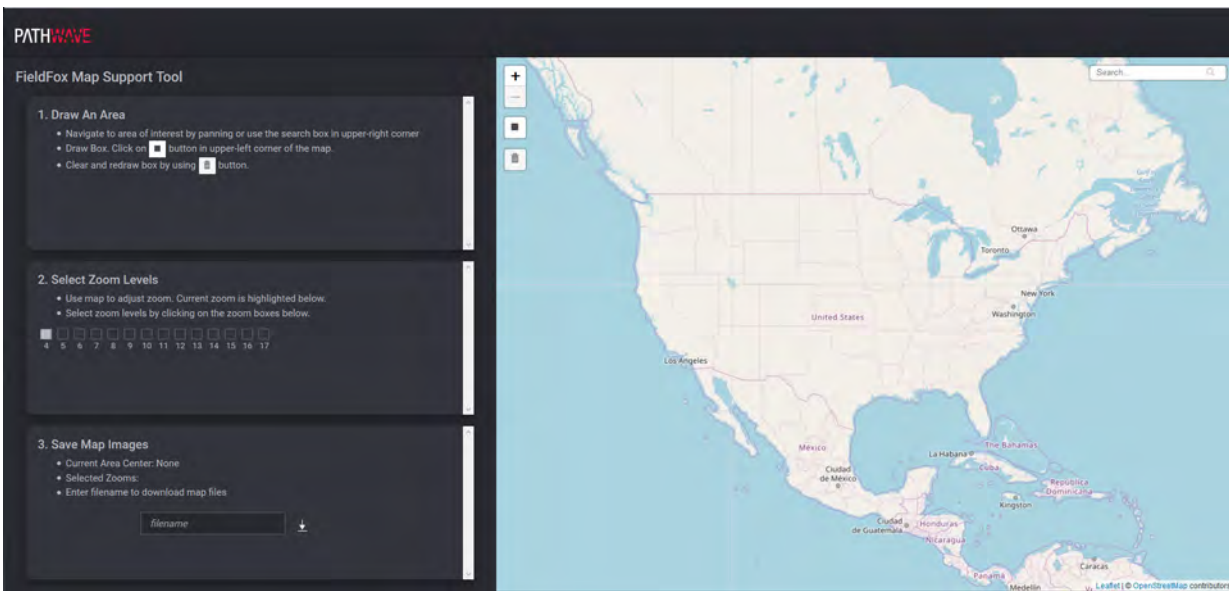 PATHWAVE
FieldFox Map Support Tool
1. Draw An Area
Navigate to area of interest by panning or use the search box in upper-right corner
Draw Box. Click on button in upper-left corner of the map.
Clear and redraw box by using button.
2. Select Zoom Levels
Use map to adjust zoom. Current zoom is highlighted below.
Select zoom levels by clicking on the zoom boxes below.
4 5 6 7 8 9 10 11 12 13 14 15 16 17
3. Save Map Images
Current Area Center: None
Selected Zooms:
Enter filename to download map files
filename
+
−
Search...
Ottawa
Toronto
New York
Washington
United States
Los Angeles
México
Ciudad
de México
La Habana
The Bahamas
Cuba
República
Dominicana
Kingston
Ciudad
de Guatemala
Honduras
Nicaragua
Panamá
Caracas
Medellín
Leaflet | © OpenStreetMap contributors